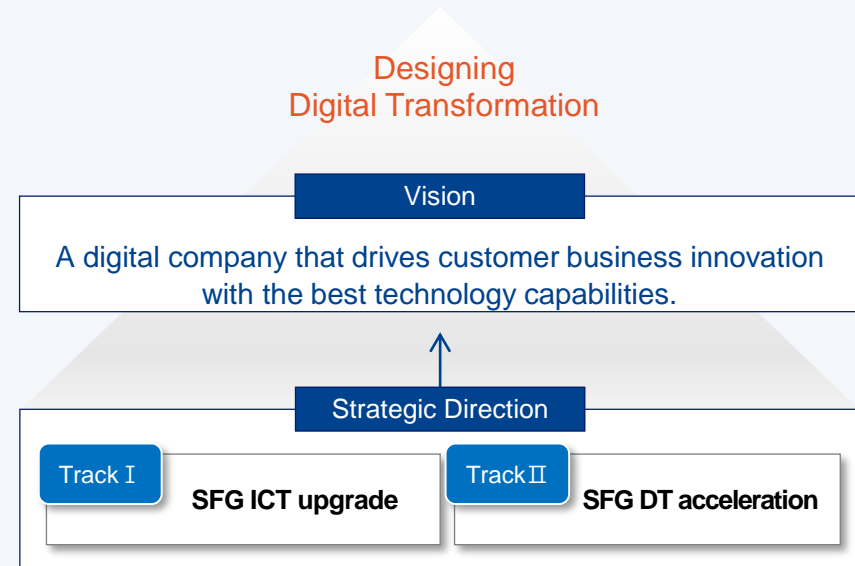 Designing
Digital Transformation
Vision
A digital company that drives customer business innovation
with the best technology capabilities.
Strategic Direction
Track Ⅰ
SFG ICT upgrade
Track Ⅱ
SFG DT acceleration